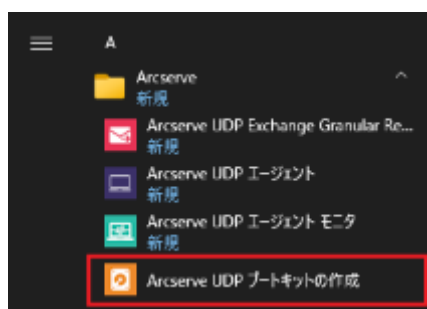 A
Arcserve
新規
Arcserve UDP Exchange Granular Re...
新規
Arcserve UDP エージェント
新規
Arcserve UDP エージェント モニタ
新規
Arcserve UDP ブートキットの作成